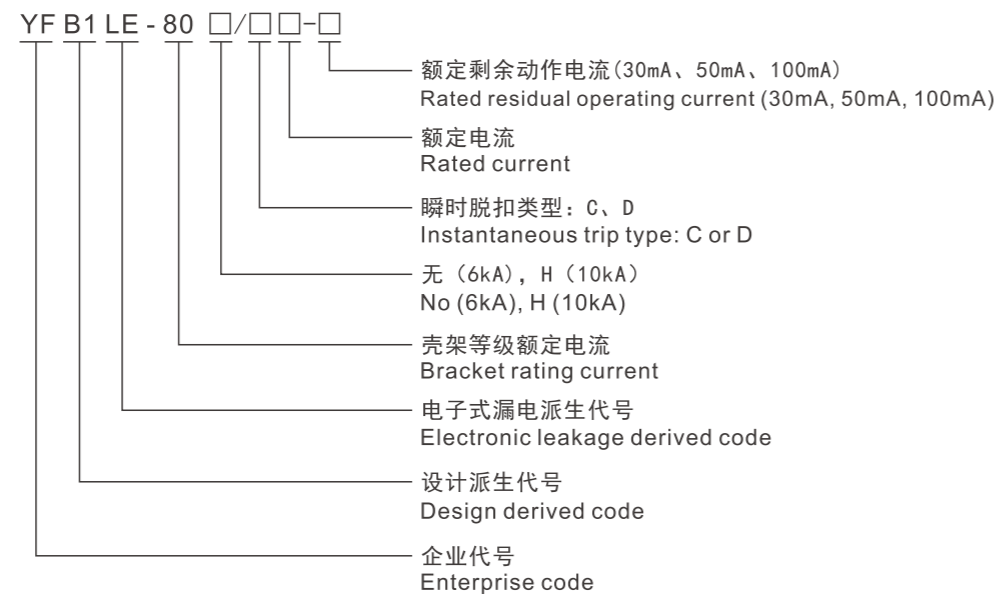 YF B1 LE - 80 □/□ □-□
额定剩余动作电流(30mA、50mA、100mA)
Rated residual operating current (30mA, 50mA, 100mA)
额定电流
Rated current
瞬时脱扣类型：C、D
Instantaneous trip type: C or D
无（6kA），H（10kA）
No (6kA), H (10kA)
壳架等级额定电流
Bracket rating current
电子式漏电派生代号
Electronic leakage derived code
设计派生代号
Design derived code
企业代号
Enterprise code